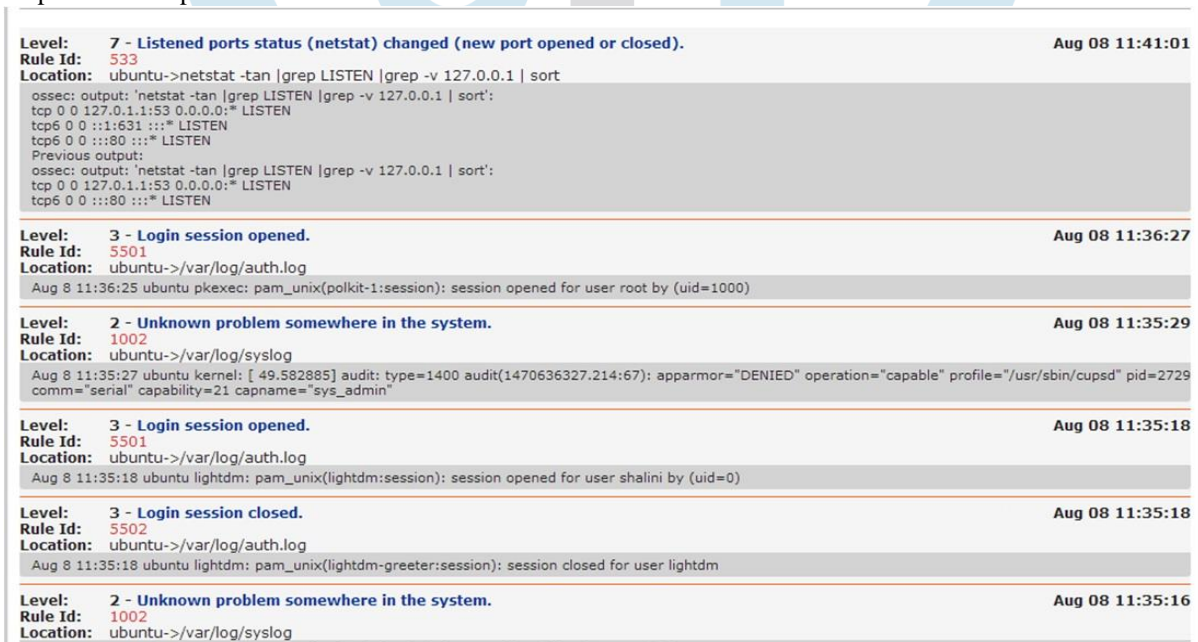 Level: 7 - Listened ports status (netstat) changed (new port opened or closed). Aug 08 11:41:01
Rule Id: 533
Location: ubuntu->netstat -tan |grep LISTEN |grep -v 127.0.0.1 | sort
ossec: output: 'netstat -tan |grep LISTEN |grep -v 127.0.0.1 | sort':
tcp 0 0 127.0.1.1:53 0.0.0.0:* LISTEN
tcp6 0 0 ::1:631 :::* LISTEN
tcp6 0 0 :::80 :::* LISTEN
Previous output:
ossec: output: 'netstat -tan |grep LISTEN |grep -v 127.0.0.1 | sort':
tcp 0 0 127.0.1.1:53 0.0.0.0:* LISTEN
tcp6 0 0 :::80 :::* LISTEN
Level: 3 - Login session opened. Aug 08 11:36:27
Rule Id: 5501
Location: ubuntu->/var/log/auth.log
Aug 8 11:36:25 ubuntu pkexec: pam_unix(polkit-1:session): session opened for user root by (uid=1000)
Level: 2 - Unknown problem somewhere in the system. Aug 08 11:35:29
Rule Id: 1002
Location: ubuntu->/var/log/syslog
Aug 8 11:35:27 ubuntu kernel: [ 49.582885] audit: type=1400 audit(1470636327.214:67): apparmor="DENIED" operation="capable" profile="/usr/sbin/cupsd" pid=2729
comm="serial" capability=21 capname="sys_admin"
Level: 3 - Login session opened. Aug 08 11:35:18
Rule Id: 5501
Location: ubuntu->/var/log/auth.log
Aug 8 11:35:18 ubuntu lightdm: pam_unix(lightdm:session): session opened for user shalini by (uid=0)
Level: 3 - Login session closed. Aug 08 11:35:18
Rule Id: 5502
Location: ubuntu->/var/log/auth.log
Aug 8 11:35:18 ubuntu lightdm: pam_unix(lightdm-greeter:session): session closed for user lightdm
Level: 2 - Unknown problem somewhere in the system. Aug 08 11:35:16
Rule Id: 1002
Location: ubuntu->/var/log/syslog